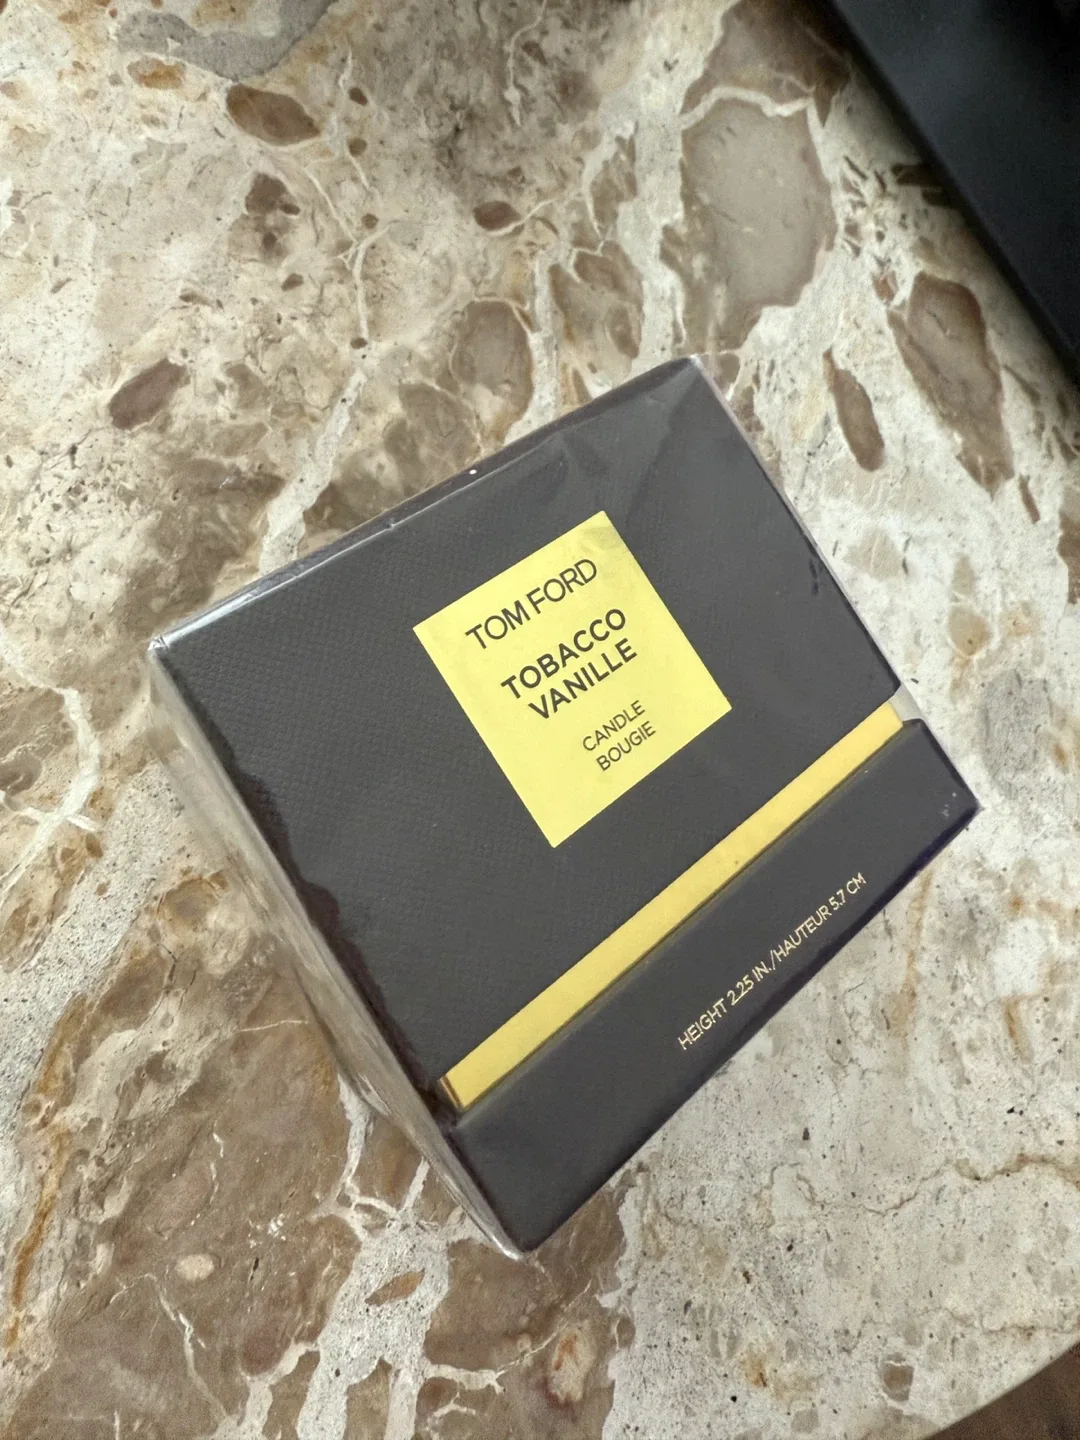 TOM FORD
TOBACCO
VANILLE
CANDLE
BOUGIE
HEIGHT 2.25 IN./HAUTEUR 5.7 CM